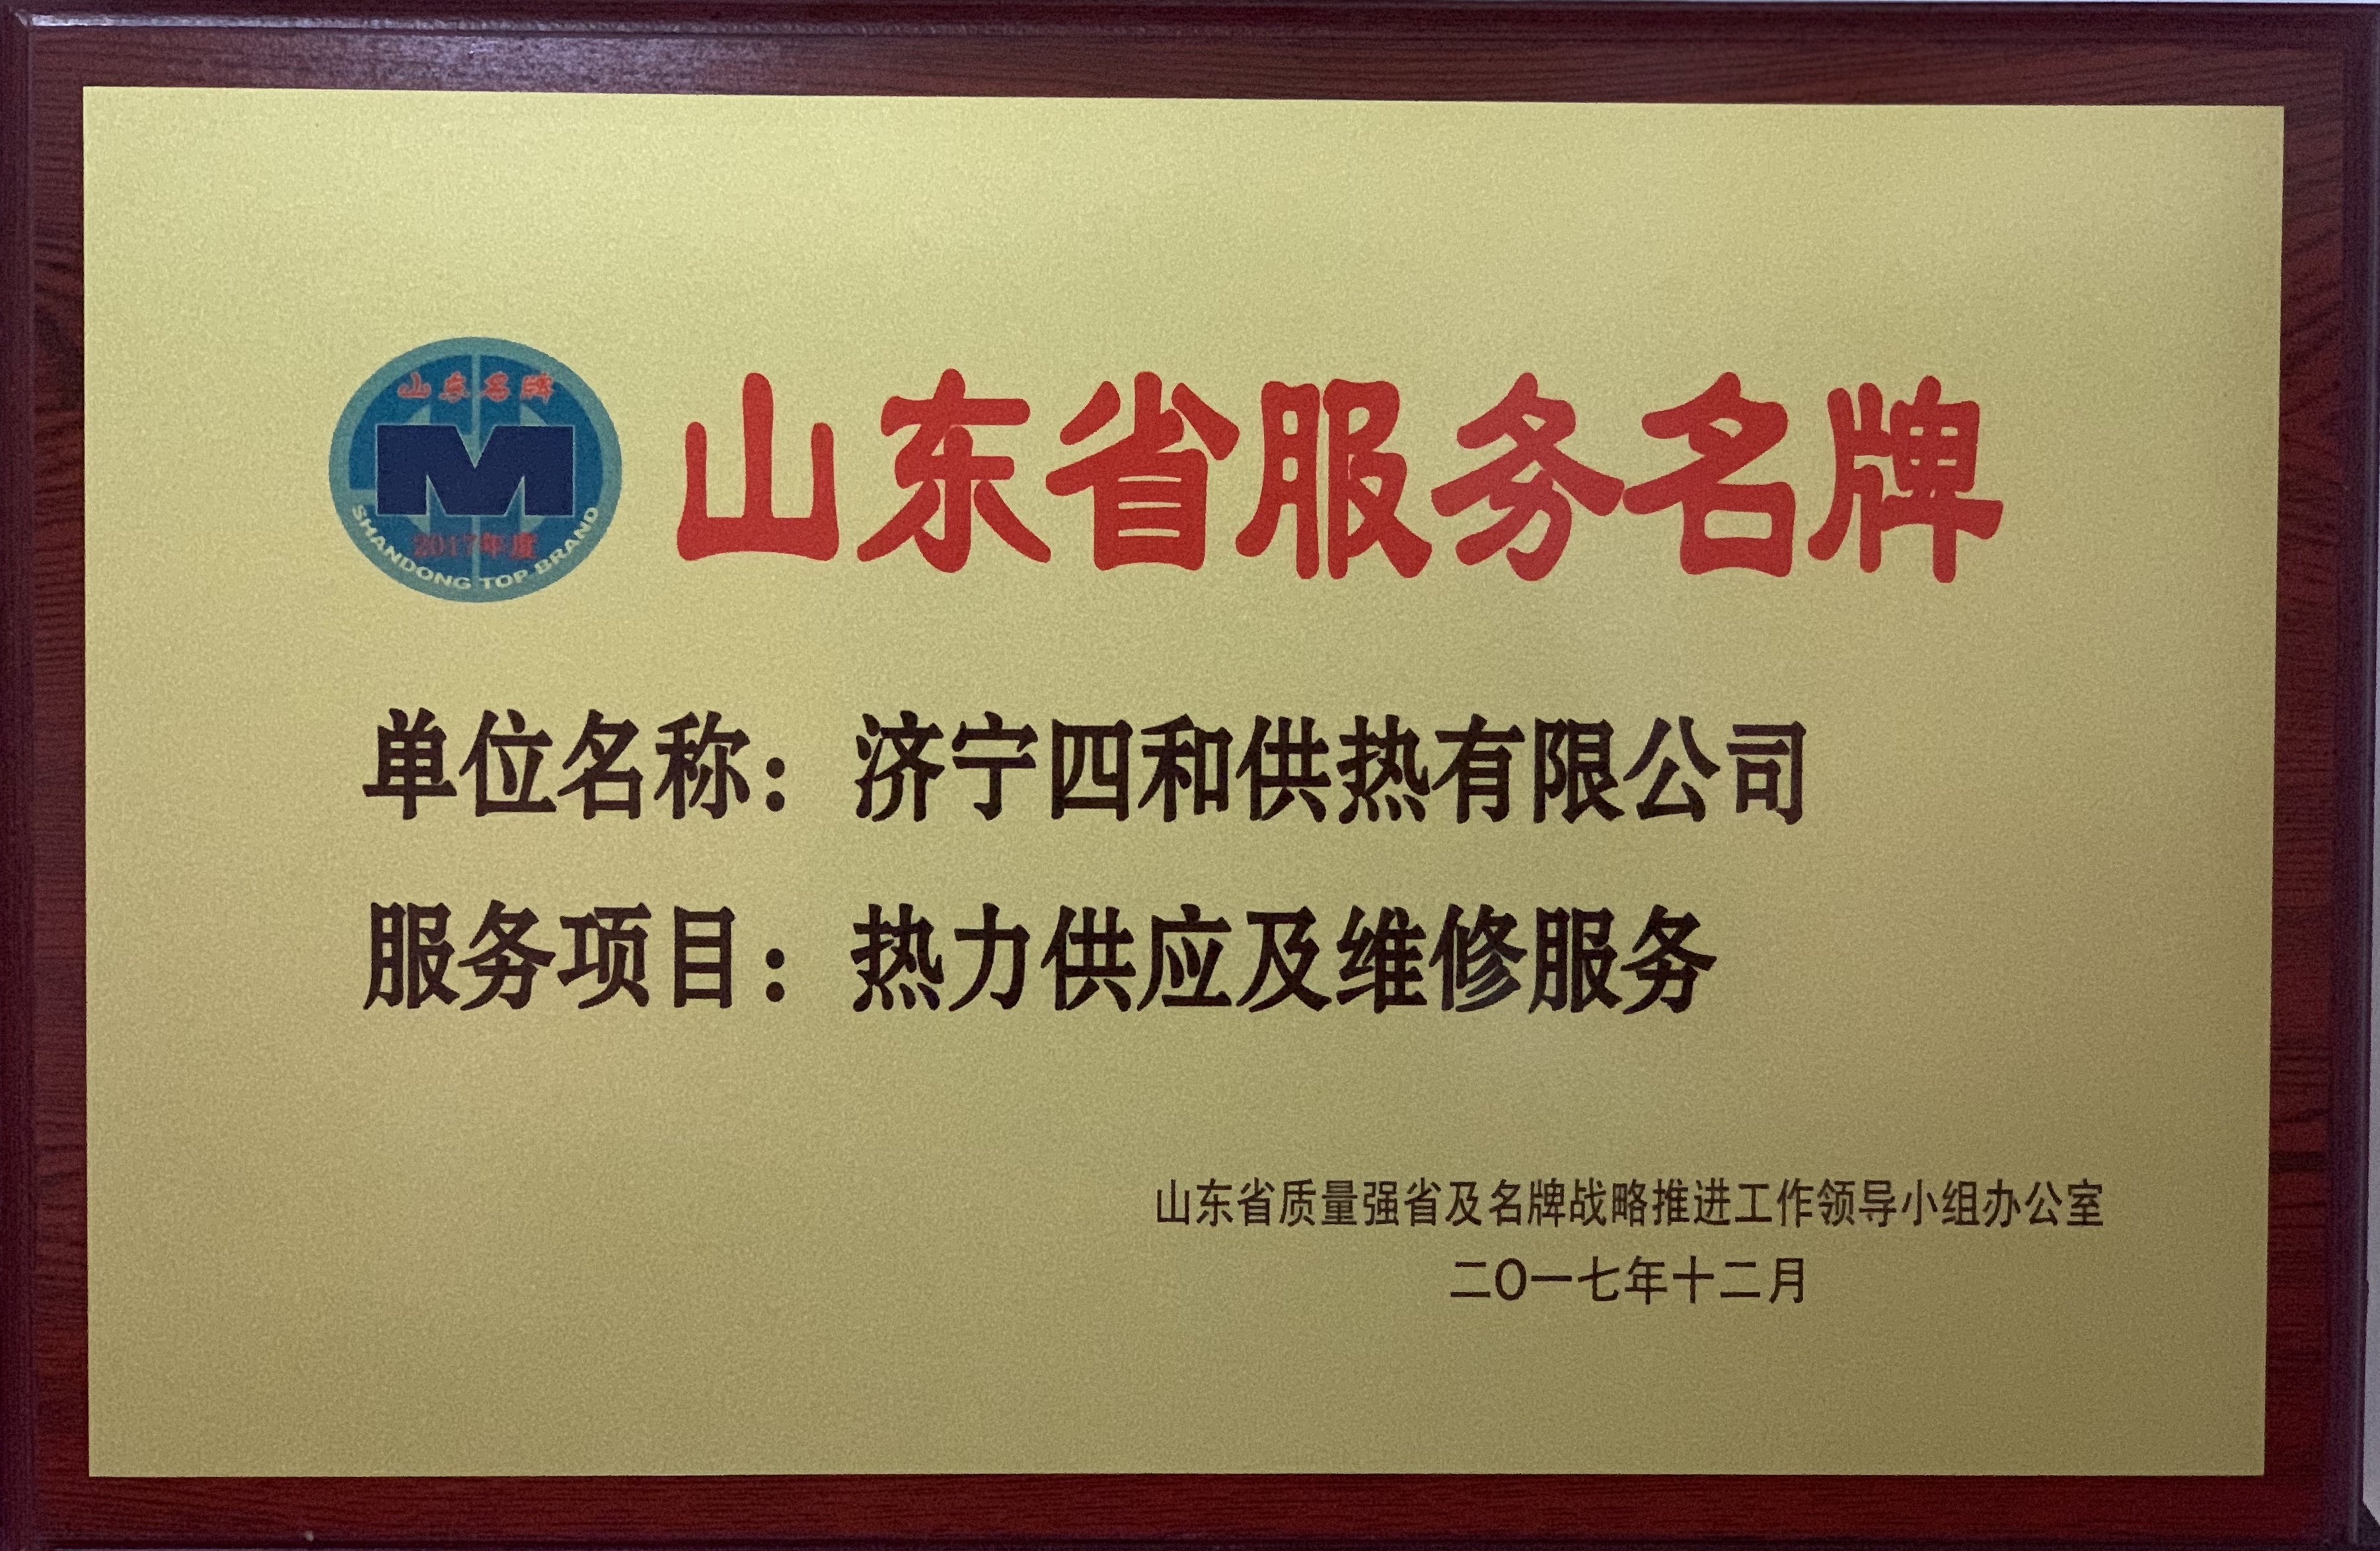 山东名牌
2017年度
SHANDONG TOP BRAND
山东省服务名牌
单位名称：济宁四和供热有限公司
服务项目：热力供应及维修服务
山东省质量强省及名牌战略推进工作领导小组办公室
二〇一七年十二月